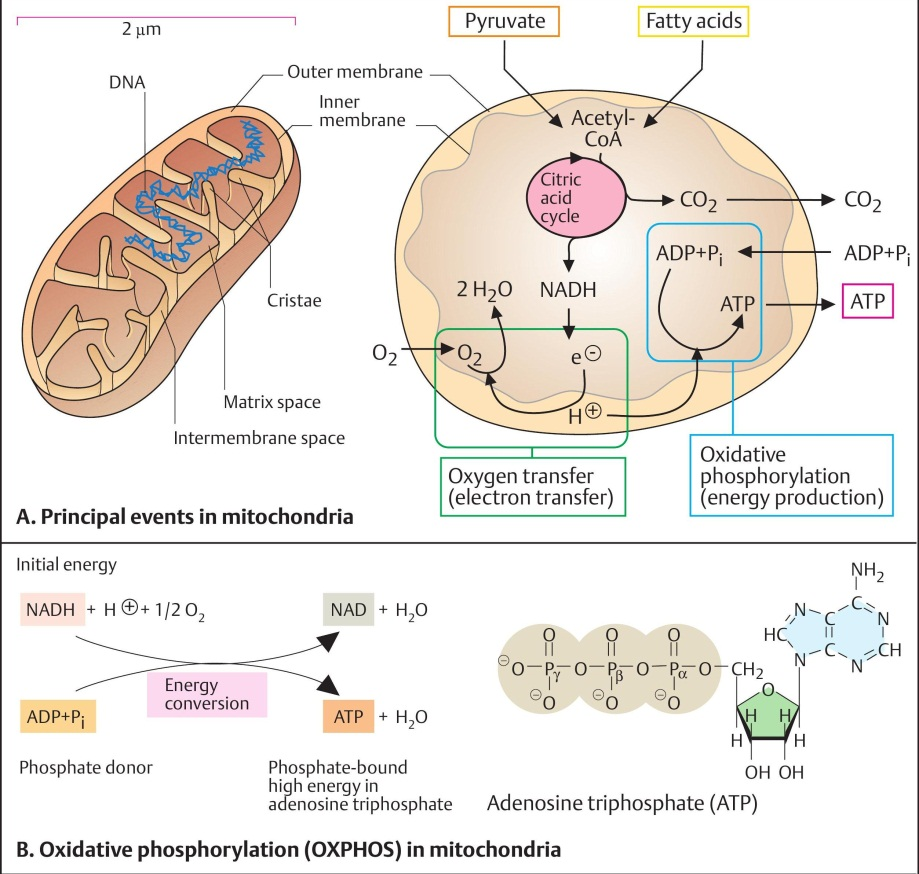 2 µm
Pyruvate
Fatty acids
DNA
Outer membrane
Inner
membrane
Acetyl-
CoA
Citric
acid
cycle
CO₂
CO₂
ADP+Pᵢ
ADP+Pᵢ
2 H₂O
NADH
ATP
ATP
Cristae
O₂
O₂
e⊖
H⊕
Matrix space
Intermembrane space
Oxygen transfer
(electron transfer)
Oxidative
phosphorylation
(energy production)
A. Principal events in mitochondria
Initial energy
NADH + H ⊕ + 1/2 O₂
NAD + H₂O
Energy
conversion
ADP+Pᵢ
ATP + H₂O
Phosphate donor
Phosphate-bound
high energy in
adenosine triphosphate
NH₂
N
C
C
N
HC
C
CH
N
N
O O O
⊖O Pγ O Pβ O Pα O CH₂
⊖ ⊖ ⊖
O O O
O
H H
H H
OH OH
Adenosine triphosphate (ATP)
B. Oxidative phosphorylation (OXPHOS) in mitochondria